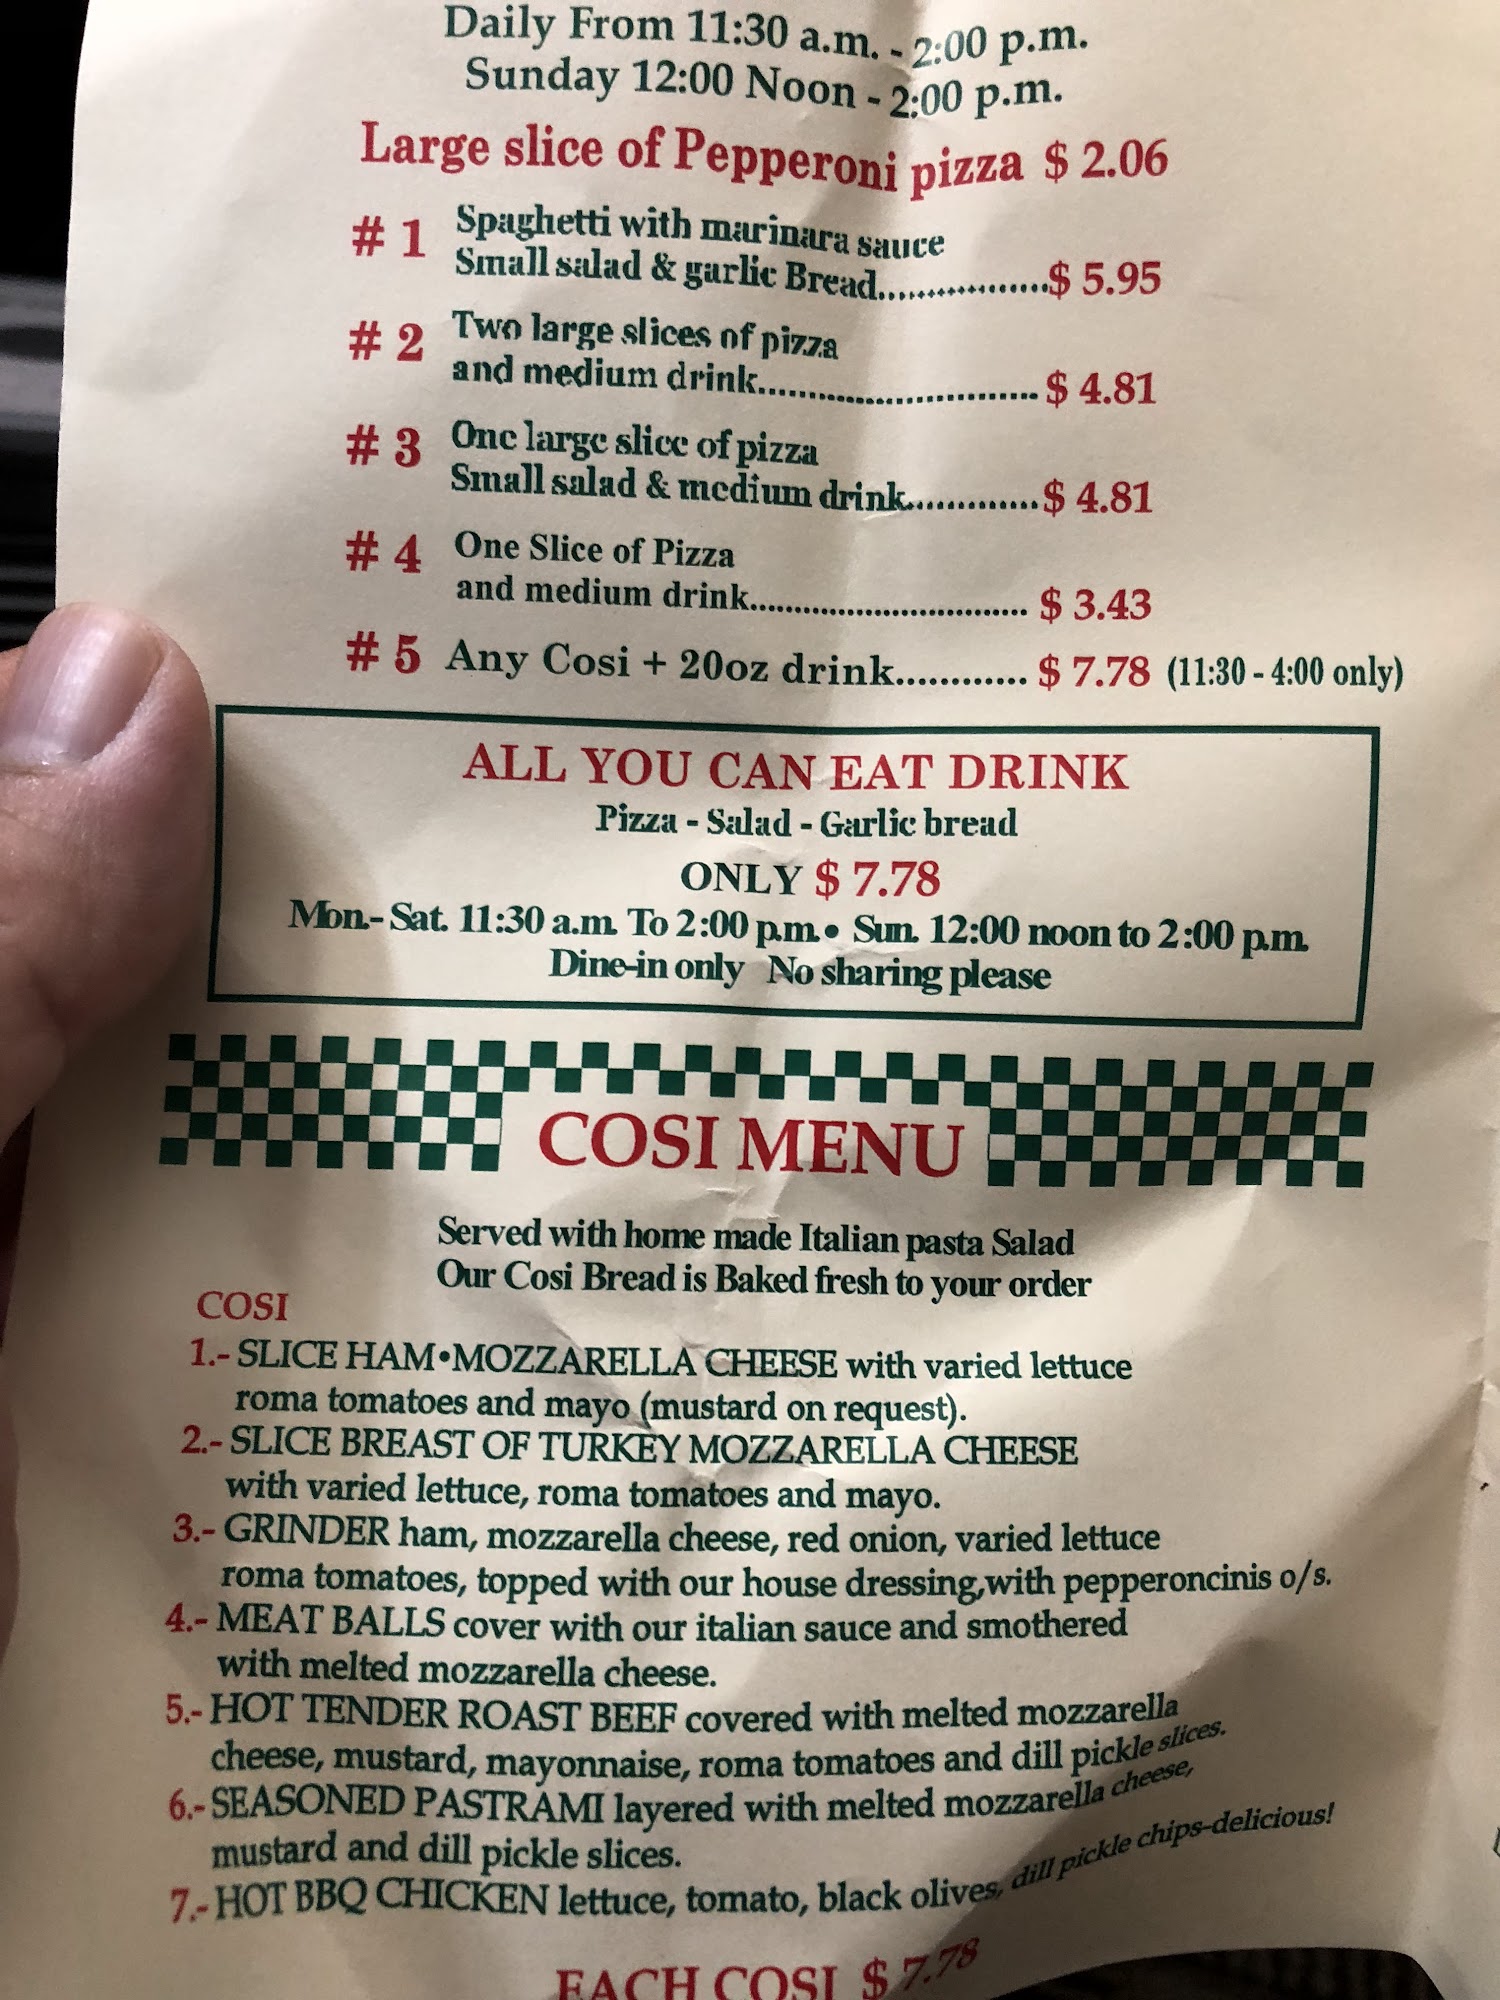 Daily From 11:30 a.m. - 2:00 p.m.
Sunday 12:00 Noon - 2:00 p.m.
Large slice of Pepperoni pizza $ 2.06
# 1 Spaghetti with marinara sauce
Small salad & garlic Bread.................$ 5.95
# 2 Two large slices of pizza
and medium drink............................. $ 4.81
# 3 One large slice of pizza
Small salad & medium drink..............$ 4.81
# 4 One Slice of Pizza
and medium drink.............................. $ 3.43
# 5 Any Cosi + 20oz drink............ $ 7.78 (11:30 - 4:00 only)
ALL YOU CAN EAT DRINK
Pizza - Salad - Garlic bread
ONLY $ 7.78
Mon.- Sat. 11:30 a.m. To 2:00 p.m.• Sun. 12:00 noon to 2:00 p.m.
Dine-in only No sharing please
COSI MENU
Served with home made Italian pasta Salad
Our Cosi Bread is Baked fresh to your order
COSI
1.- SLICE HAM•MOZZARELLA CHEESE with varied lettuce
roma tomatoes and mayo (mustard on request).
2.- SLICE BREAST OF TURKEY MOZZARELLA CHEESE
with varied lettuce, roma tomatoes and mayo.
3.- GRINDER ham, mozzarella cheese, red onion, varied lettuce
roma tomatoes, topped with our house dressing,with pepperoncinis o/s.
4.- MEAT BALLS cover with our italian sauce and smothered
with melted mozzarella cheese.
5.- HOT TENDER ROAST BEEF covered with melted mozzarella
cheese, mustard, mayonnaise, roma tomatoes and dill pickle slices.
6.- SEASONED PASTRAMI layered with melted mozzarella cheese,
mustard and dill pickle slices.
7.- HOT BBQ CHICKEN lettuce, tomato, black olives, dill pickle chips-delicious!
EACH COSI $ 7.78